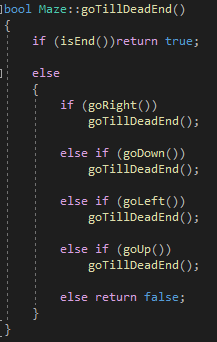 bool Maze::goTillDeadEnd()
{
if (isEnd())return true;
else
{
if (goRight())
goTillDeadEnd();
else if (goDown())
goTillDeadEnd();
else if (goLeft())
goTillDeadEnd();
else if (goUp())
goTillDeadEnd();
else return false;
}
}